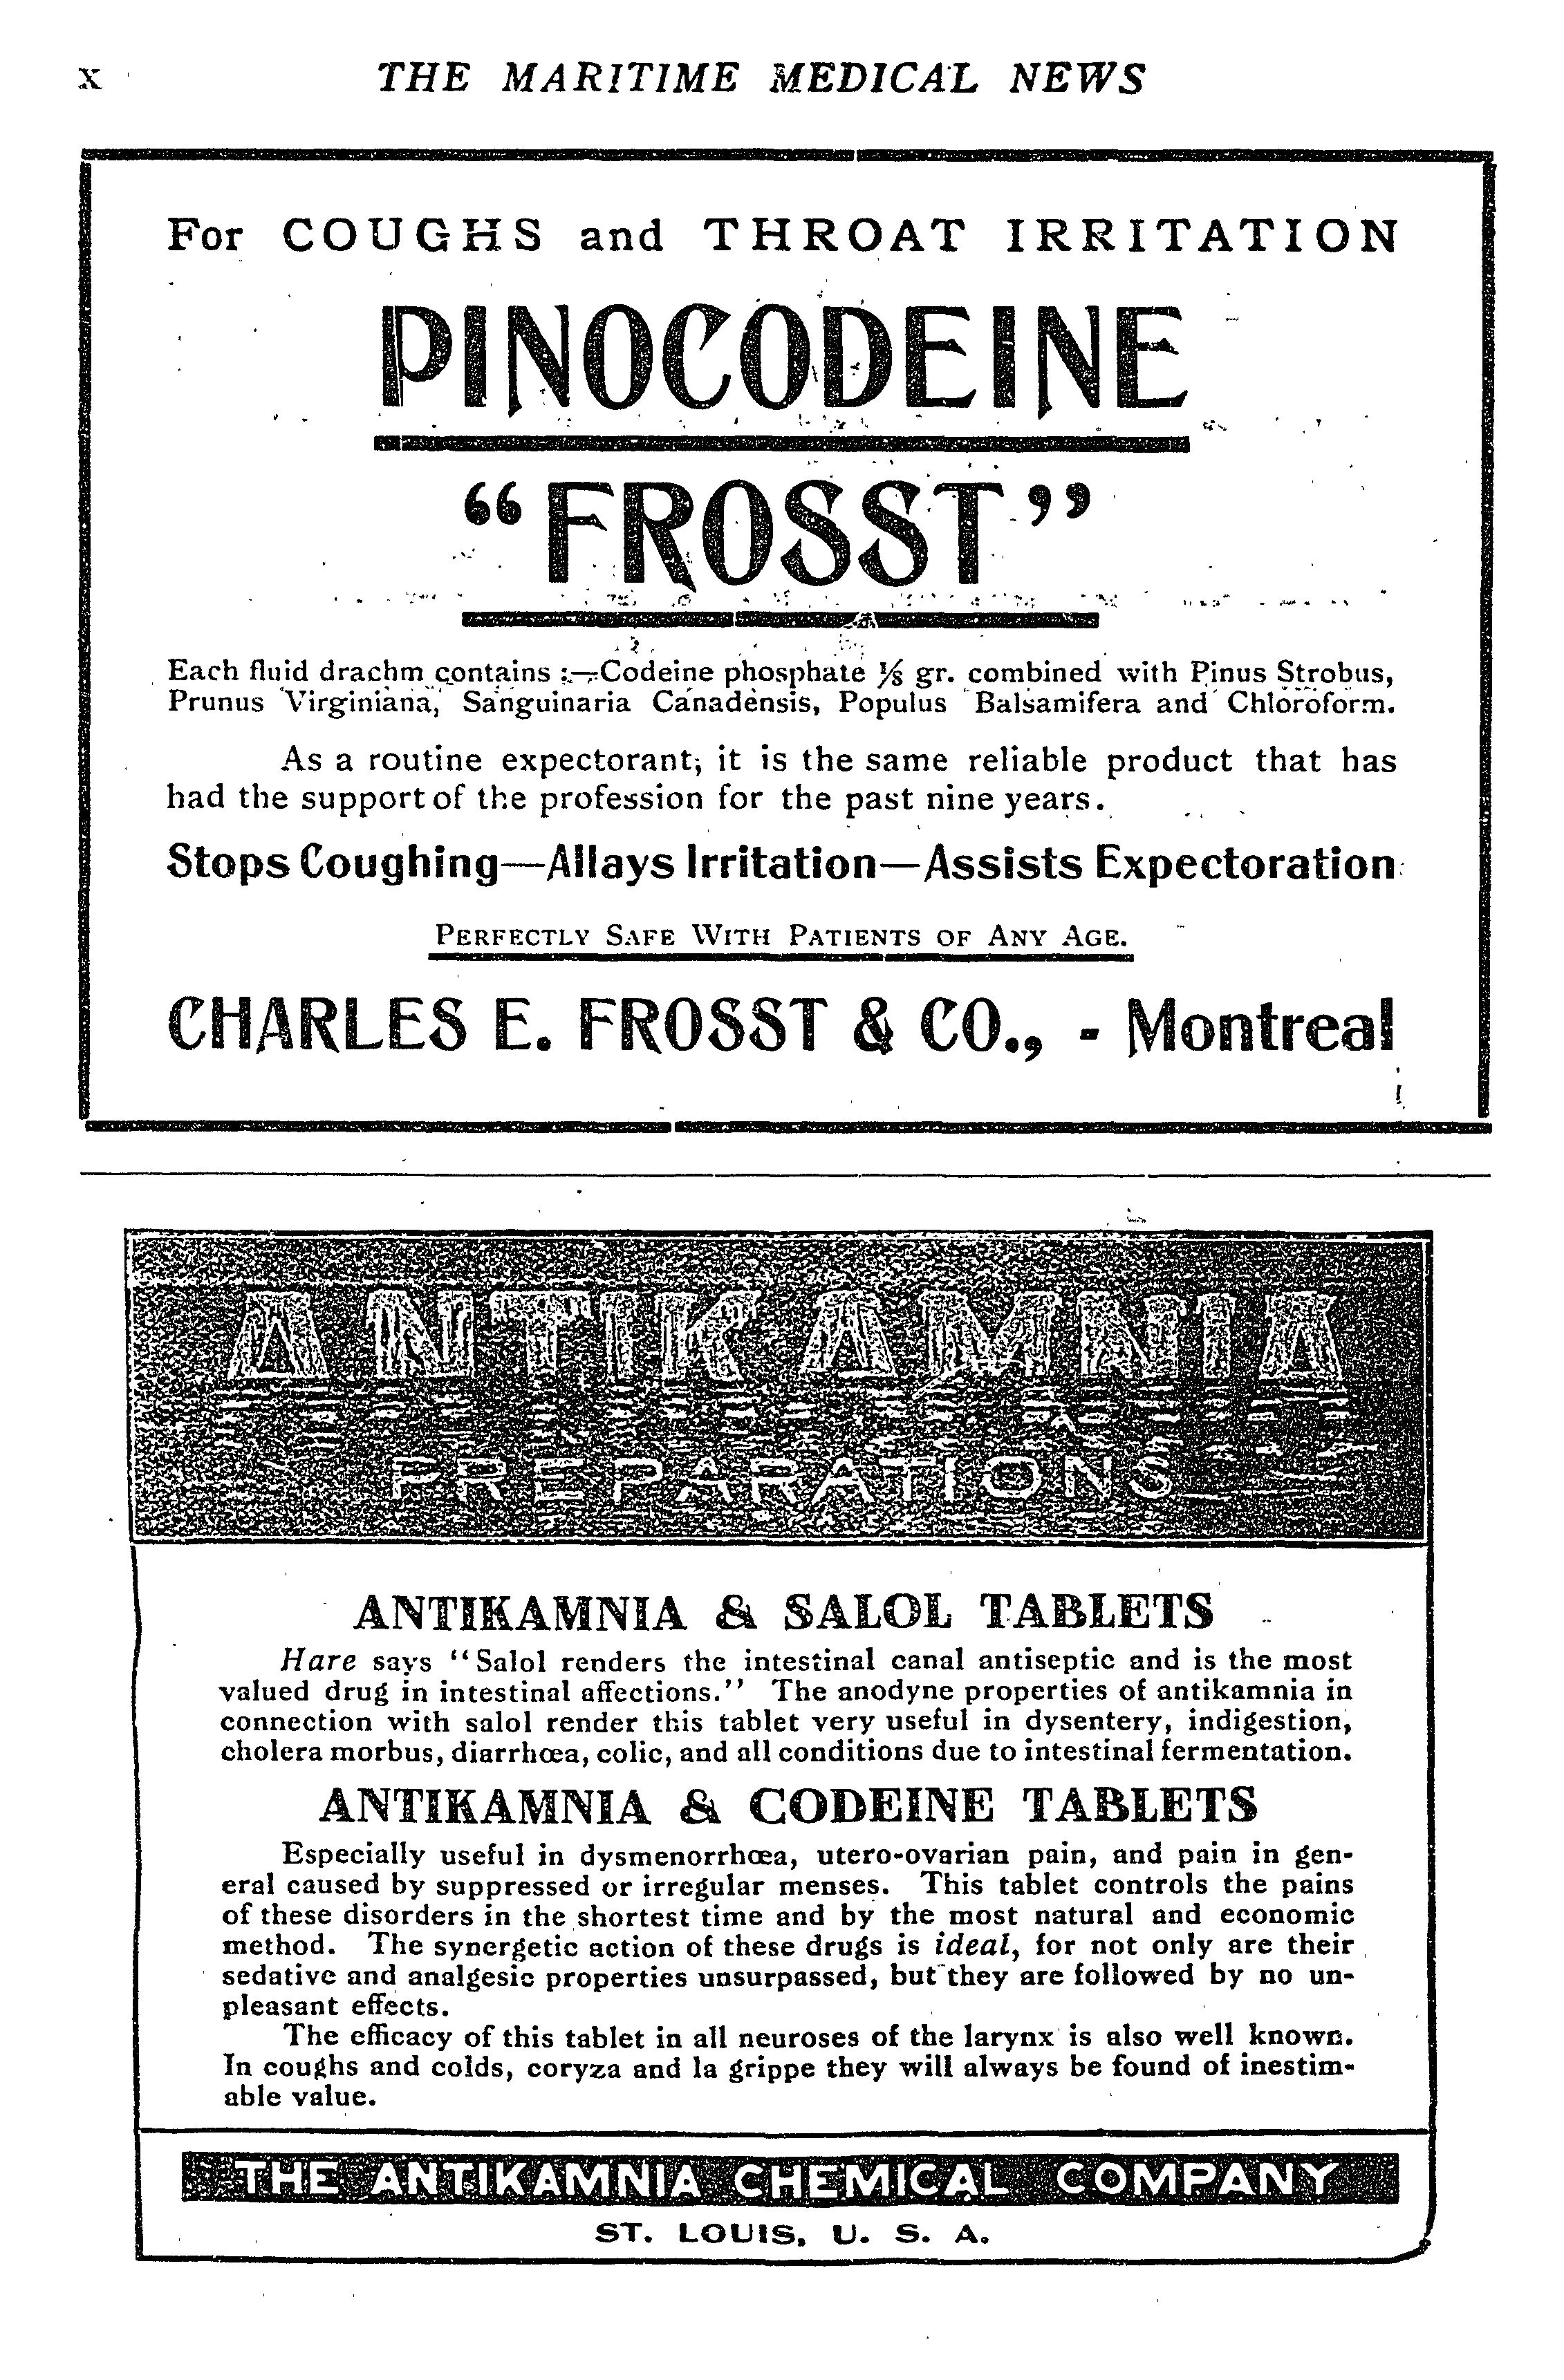 x THE MARITIME MEDICAL NEWS
For COUGHS and THROAT IRRITATION
PINOCODEINE
“FROSST”
Each fluid drachm contains :—Codeine phosphate ⅛ gr. combined with Pinus Strobus,
Prunus Virginiana, Sanguinaria Canadensis, Populus Balsamifera and Chloroform.
As a routine expectorant, it is the same reliable product that has
had the support of the profession for the past nine years.
Stops Coughing—Allays Irritation—Assists Expectoration
PERFECTLY SAFE WITH PATIENTS OF ANY AGE.
CHARLES E. FROSST & CO., - Montreal
ANTIKAMNIA
PREPARATIONS
ANTIKAMNIA & SALOL TABLETS
Hare says “Salol renders the intestinal canal antiseptic and is the most
valued drug in intestinal affections.” The anodyne properties of antikamnia in
connection with salol render this tablet very useful in dysentery, indigestion,
cholera morbus, diarrhœa, colic, and all conditions due to intestinal fermentation.
ANTIKAMNIA & CODEINE TABLETS
Especially useful in dysmenorrhœa, utero-ovarian pain, and pain in gen-
eral caused by suppressed or irregular menses. This tablet controls the pains
of these disorders in the shortest time and by the most natural and economic
method. The synergetic action of these drugs is ideal, for not only are their
sedative and analgesic properties unsurpassed, but they are followed by no un-
pleasant effects.
The efficacy of this tablet in all neuroses of the larynx is also well known.
In coughs and colds, coryza and la grippe they will always be found of inestim-
able value.
THE ANTIKAMNIA CHEMICAL COMPANY
ST. LOUIS, U. S. A.